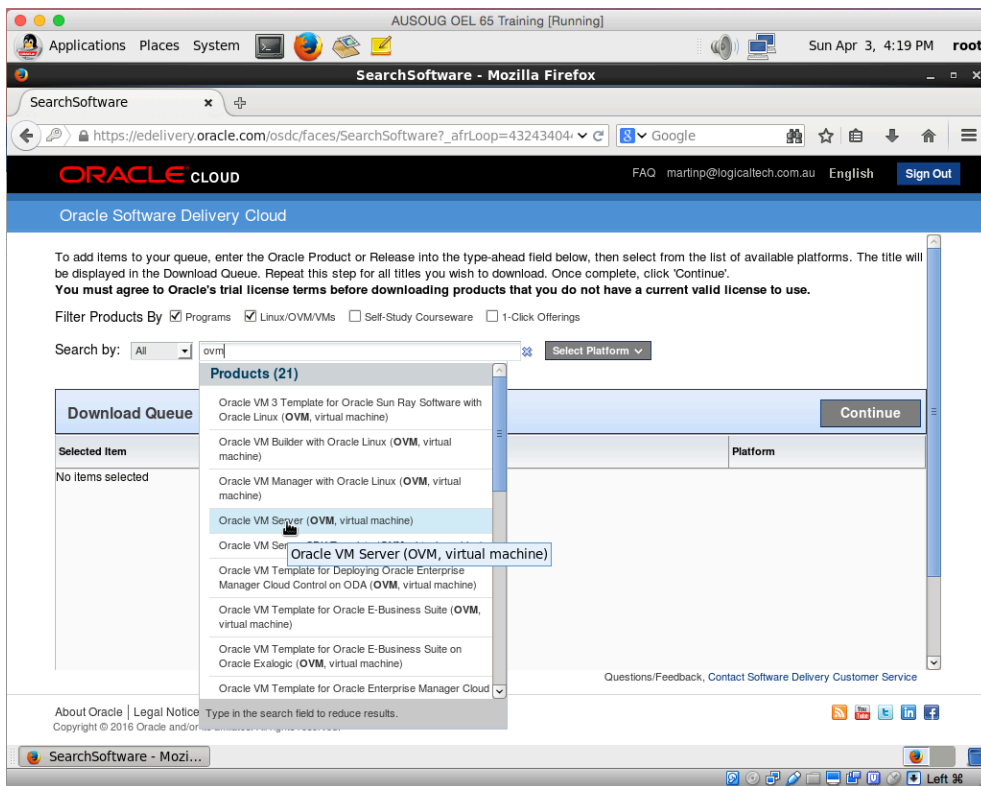 AUSOUG OEL 65 Training [Running]
Applications Places System Sun Apr 3, 4:19 PM root
SearchSoftware - Mozilla Firefox
SearchSoftware
https://edelivery.oracle.com/osdc/faces/SearchSoftware?_afrLoop=43243404 Google
ORACLE CLOUD FAQ martinp@logicaltech.com.au English Sign Out
Oracle Software Delivery Cloud
To add items to your queue, enter the Oracle Product or Release into the type-ahead field below, then select from the list of available platforms. The title will
be displayed in the Download Queue. Repeat this step for all titles you wish to download. Once complete, click 'Continue'.
You must agree to Oracle's trial license terms before downloading products that you do not have a current valid license to use.
Filter Products By Programs Linux/OVM/VMs Self-Study Courseware 1-Click Offerings
Search by: All ovm Select Platform
Products (21)
Oracle VM 3 Template for Oracle Sun Ray Software with
Oracle Linux (OVM, virtual machine)
Download Queue Continue
Oracle VM Builder with Oracle Linux (OVM, virtual
machine)
Selected Item Platform
No items selected
Oracle VM Manager with Oracle Linux (OVM, virtual
machine)
Oracle VM Server (OVM, virtual machine)
Oracle VM Ser
Oracle VM Server (OVM, virtual machine)
Oracle VM Template for Deploying Oracle Enterprise
Manager Cloud Control on ODA (OVM, virtual machine)
Oracle VM Template for Oracle E-Business Suite (OVM,
virtual machine)
Oracle VM Template for Oracle E-Business Suite on
Oracle Exalogic (OVM, virtual machine)
Oracle VM Template for Oracle Enterprise Manager Cloud
Questions/Feedback, Contact Software Delivery Customer Service
About Oracle | Legal Notice
Type in the search field to reduce results.
Copyright © 2016 Oracle and/or
SearchSoftware - Mozi...
Left ⌘